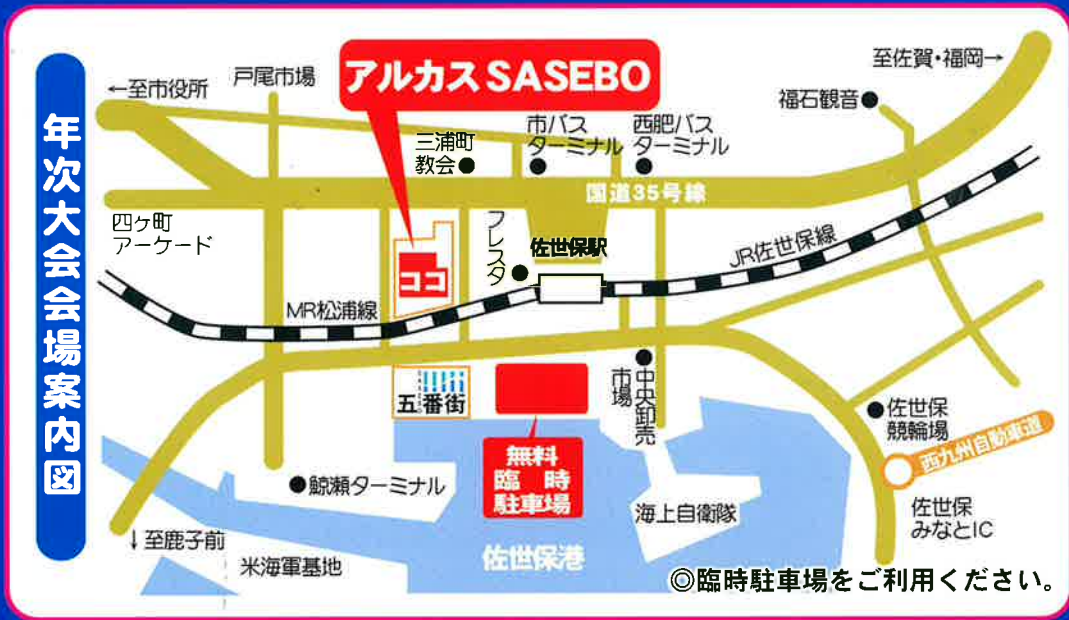 年次大会会場案内図
←至市役所
戸尾市場
アルカスSASEBO
至佐賀・福岡→
福石観音
三浦町
教会
市バス
ターミナル
西肥バス
ターミナル
国道35号線
四ヶ町
アーケード
ココ
フレスタ
佐世保駅
JR佐世保線
MR松浦線
五番街
中央卸売
市場
佐世保
競輪場
西九州自動車道
無料
臨時
駐車場
鯨瀬ターミナル
海上自衛隊
佐世保
みなとIC
↓至鹿子前
米海軍基地
佐世保港
◎臨時駐車場をご利用ください。